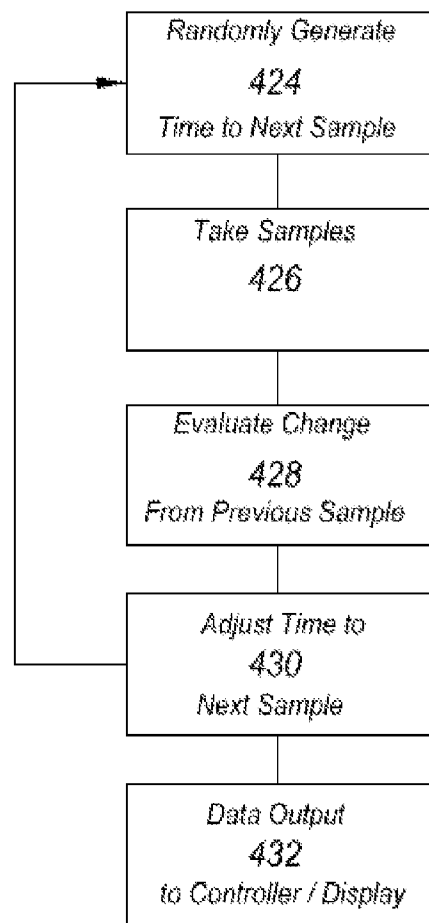 Randomly Generate
424
Time to Next Sample
Take Samples
426
Evaluate Change
428
From Previous Sample
Adjust Time to
430
Next Sample
Data Output
432
to Controller / Display